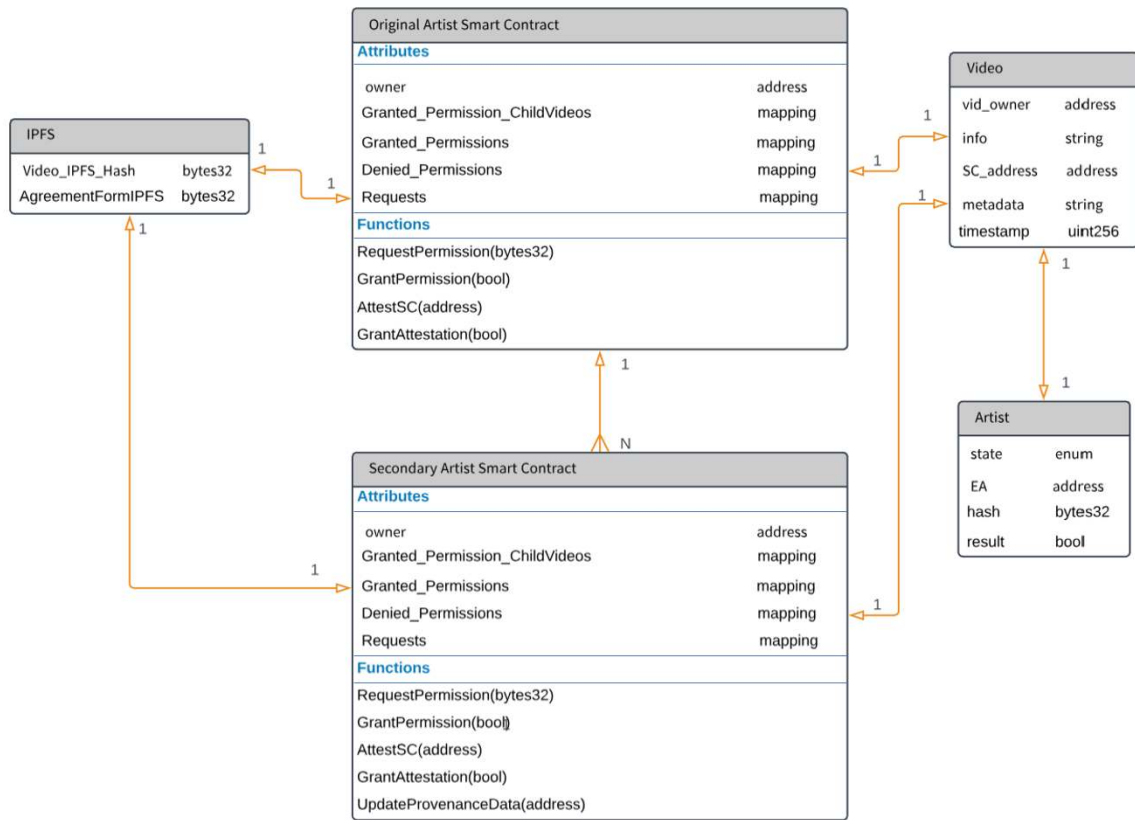 Original Artist Smart Contract
Attributes
owner address
Granted_Permission_ChildVideos mapping
Granted_Permissions mapping
Denied_Permissions mapping
Requests mapping
Functions
RequestPermission(bytes32)
GrantPermission(bool)
AttestSC(address)
GrantAttestation(bool)
IPFS
Video_IPFS_Hash bytes32
AgreementFormIPFS bytes32
1
1
1
1
Video
vid_owner address
info string
SC_address address
metadata string
timestamp uint256
1
1
1
1
1
N
1
1
Artist
state enum
EA address
hash bytes32
result bool
Secondary Artist Smart Contract
Attributes
owner address
Granted_Permission_ChildVideos mapping
Granted_Permissions mapping
Denied_Permissions mapping
Requests mapping
Functions
RequestPermission(bytes32)
GrantPermission(bool)
AttestSC(address)
GrantAttestation(bool)
UpdateProvenanceData(address)